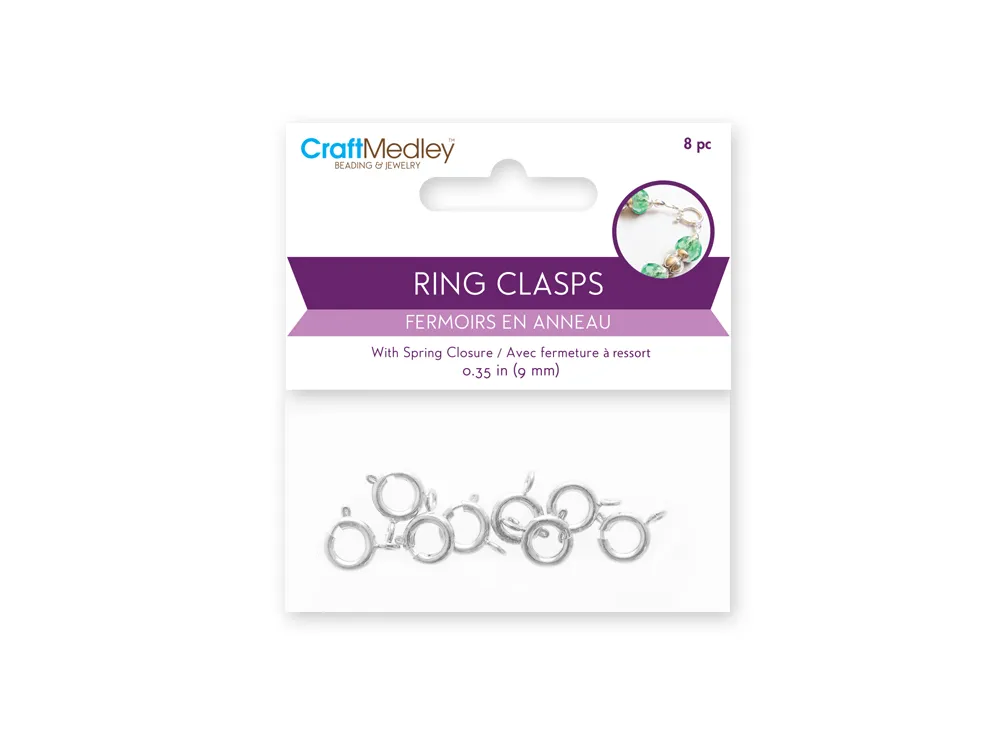 CraftMedley™
BEADING & JEWELRY
8 pc
RING CLASPS
FERMOIRS EN ANNEAU
With Spring Closure / Avec fermeture à ressort
0.35 in (9 mm)